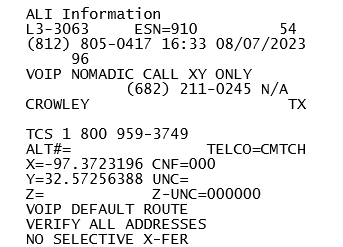 ALI Information
L3-3063 ESN=910 54
(812) 805-0417 16:33 08/07/2023
96
VOIP NOMADIC CALL XY ONLY
(682) 211-0245 N/A
CROWLEY TX
TCS 1 800 959-3749
ALT#= TELCO=CMTCH
X=-97.3723196 CNF=000
Y=32.57256388 UNC=
Z= Z-UNC=000000
VOIP DEFAULT ROUTE
VERIFY ALL ADDRESSES
NO SELECTIVE X-FER